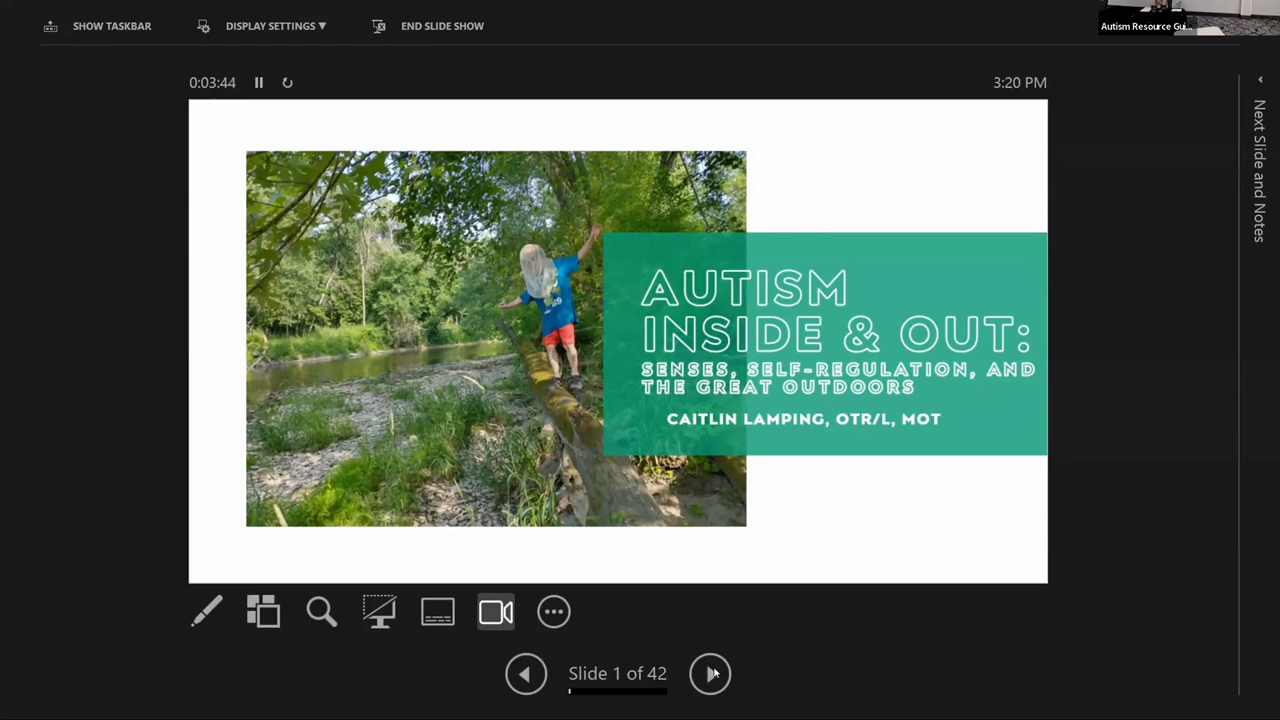 SHOW TASKBAR
DISPLAY SETTINGS ▼
END SLIDE SHOW
Autism Resource Gui...
0:03:44
3:20 PM
Next Slide and Notes
AUTISM
INSIDE & OUT:
SENSES, SELF-REGULATION, AND
THE GREAT OUTDOORS
CAITLIN LAMPING, OTR/L, MOT
Slide 1 of 42